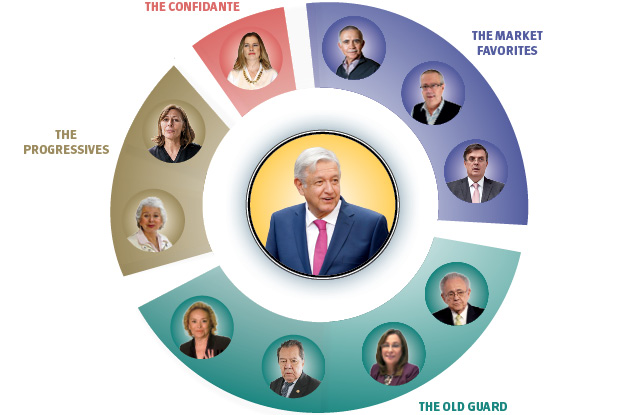 THE CONFIDANTE
THE MARKET
FAVORITES
THE
PROGRESSIVES
THE OLD GUARD